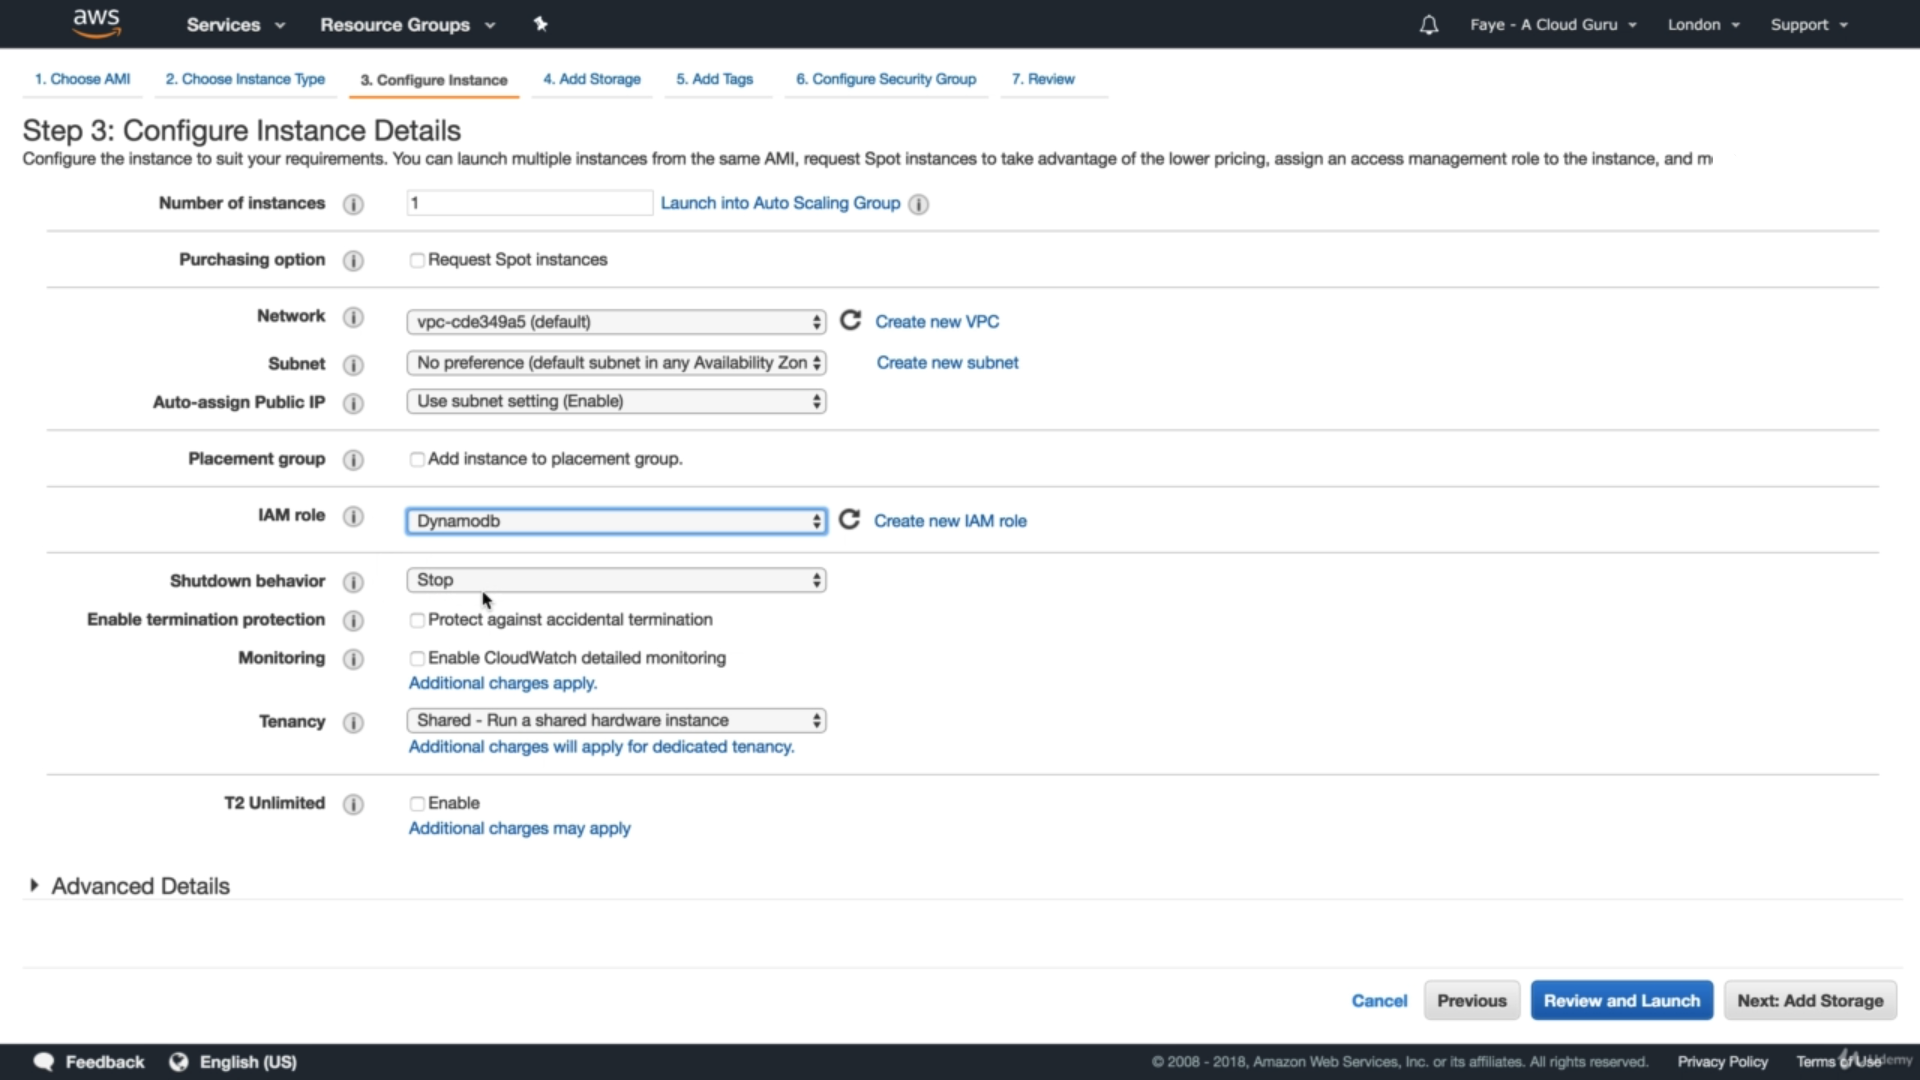 aws Services Resource Groups Faye - A Cloud Guru London Support
1. Choose AMI 2. Choose Instance Type 3. Configure Instance 4. Add Storage 5. Add Tags 6. Configure Security Group 7. Review
Step 3: Configure Instance Details
Configure the instance to suit your requirements. You can launch multiple instances from the same AMI, request Spot instances to take advantage of the lower pricing, assign an access management role to the instance, and m
Number of instances 1 Launch into Auto Scaling Group
Purchasing option Request Spot instances
Network vpc-cde349a5 (default) Create new VPC
Subnet No preference (default subnet in any Availability Zon Create new subnet
Auto-assign Public IP Use subnet setting (Enable)
Placement group Add instance to placement group.
IAM role Dynamodb Create new IAM role
Shutdown behavior Stop
Enable termination protection Protect against accidental termination
Monitoring Enable CloudWatch detailed monitoring
Additional charges apply.
Tenancy Shared - Run a shared hardware instance
Additional charges will apply for dedicated tenancy.
T2 Unlimited Enable
Additional charges may apply
Advanced Details
Cancel Previous Review and Launch Next: Add Storage
Feedback English (US) © 2008 - 2018, Amazon Web Services, Inc. or its affiliates. All rights reserved. Privacy Policy Terms of Use